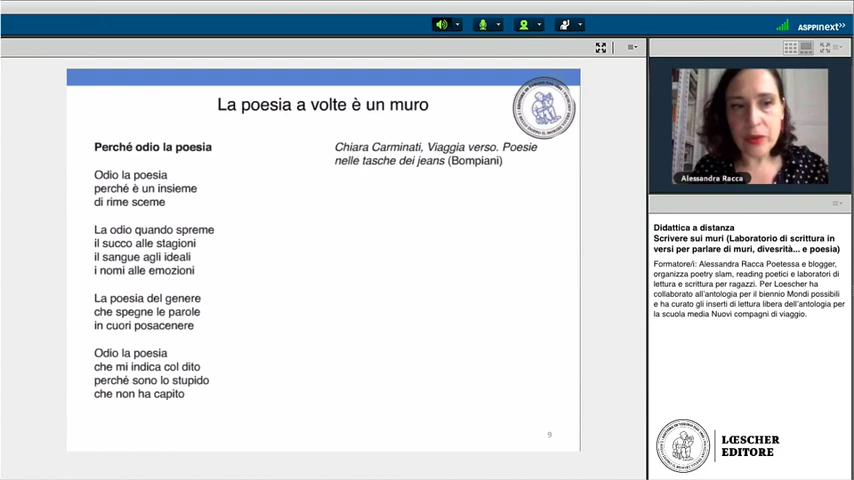 ASPPInext>>
La poesia a volte è un muro
Perché odio la poesia
Odio la poesia
perché è un insieme
di rime sceme
La odio quando spreme
il succo alle stagioni
il sangue agli ideali
i nomi alle emozioni
La poesia del genere
che spegne le parole
in cuori posacenere
Odio la poesia
che mi indica col dito
perché sono lo stupido
che non ha capito
Chiara Carminati, Viaggia verso. Poesie
nelle tasche dei jeans (Bompiani)
9
Alessandra Racca
Didattica a distanza
Scrivere sui muri (Laboratorio di scrittura in
versi per parlare di muri, divesrità... e poesia)
Formatore/i: Alessandra Racca Poetessa e blogger,
organizza poetry slam, reading poetici e laboratori di
lettura e scrittura per ragazzi. Per Loescher ha
collaborato all'antologia per il biennio Mondi possibili
e ha curato gli inserti di lettura libera dell'antologia per
la scuola media Nuovi compagni di viaggio.
LŒSCHER
EDITORE